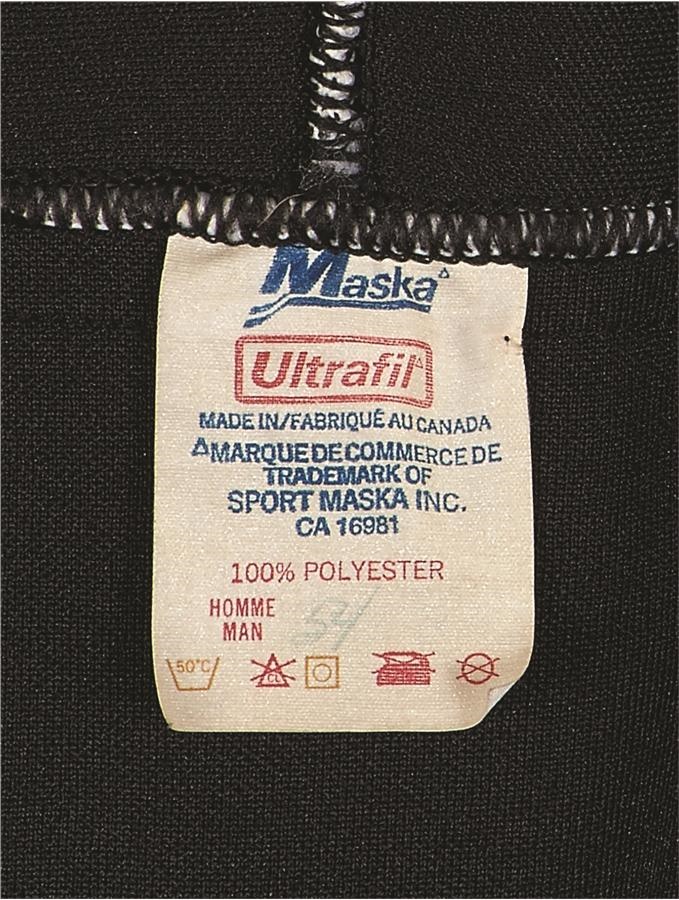 Maska
Ultrafil
MADE IN/FABRIQUÉ AU CANADA
MARQUE DE COMMERCE DE
TRADEMARK OF
SPORT MASKA INC.
CA 16981
100% POLYESTER
HOMME
MAN
54
50°C
CL